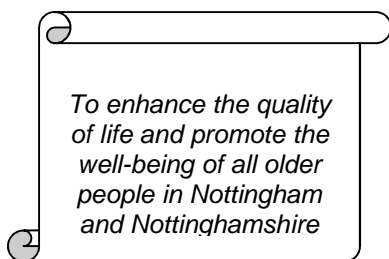 To enhance the quality
of life and promote the
well-being of all older
people in Nottingham
and Nottinghamshire